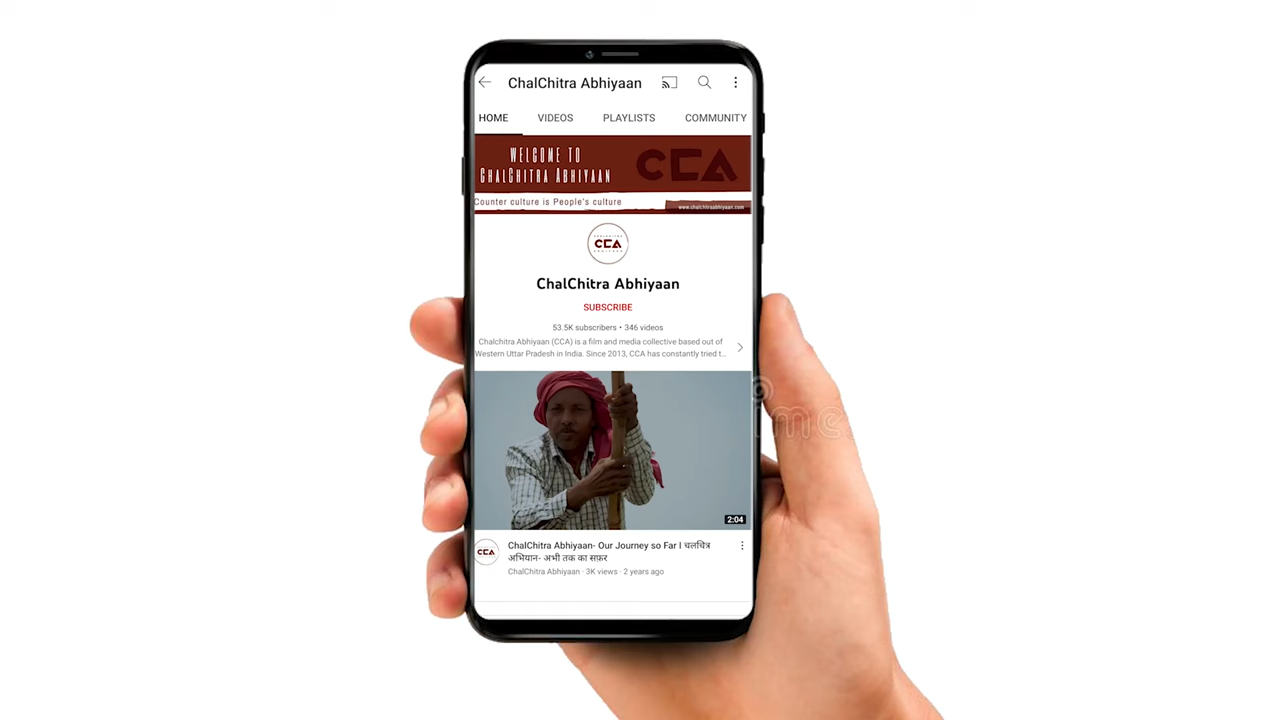 ChalChitra Abhiyaan
HOME VIDEOS PLAYLISTS COMMUNITY
WELCOME TO
CHALCHITRA ABHIYAAN
CCA
Counter culture is People's culture
www.chalchitraabhiyaan.com
CCA
ChalChitra Abhiyaan
SUBSCRIBE
53.5K subscribers • 346 videos
Chalchitra Abhiyaan (CCA) is a film and media collective based out of
Western Uttar Pradesh in India. Since 2013, CCA has constantly tried t...
2:04
CCA
ChalChitra Abhiyaan- Our Journey so Far l चलचित्र
अभियान- अभी तक का सफ़र
ChalChitra Abhiyaan · 3K views · 2 years ago